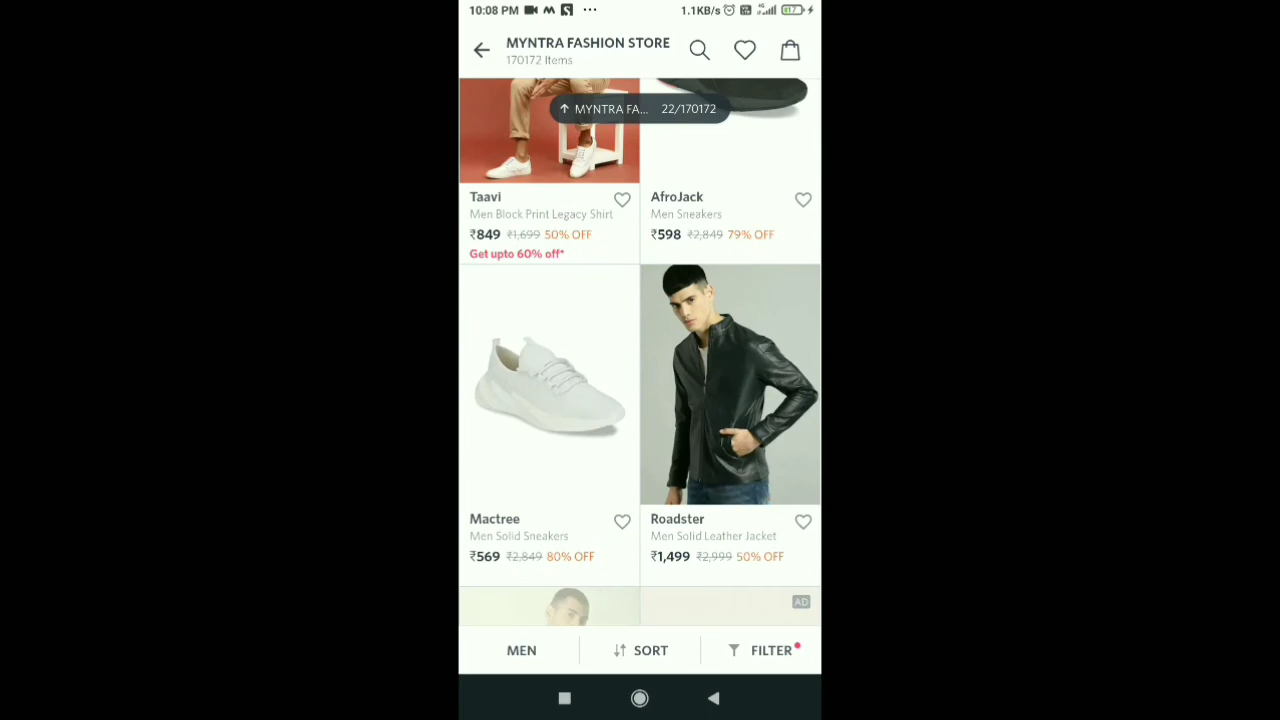 10:08 PM ... 1.1KB/s 4G 17
MYNTRA FASHION STORE
170172 Items
MYNTRA FA... 22/170172
Taavi
Men Block Print Legacy Shirt
₹849 ₹1,699 50% OFF
Get upto 60% off*
AfroJack
Men Sneakers
₹598 ₹2,849 79% OFF
Mactree
Men Solid Sneakers
₹569 ₹2,849 80% OFF
Roadster
Men Solid Leather Jacket
₹1,499 ₹2,999 50% OFF
AD
MEN SORT FILTER